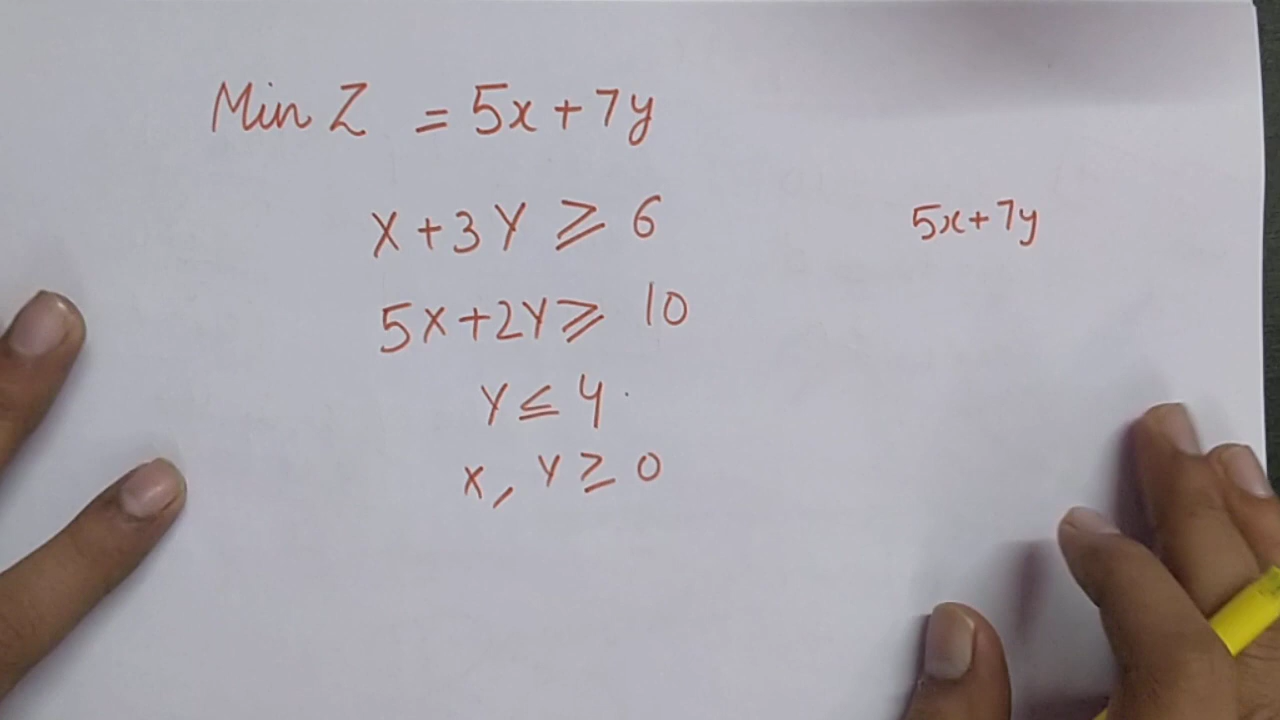 Min Z = 5x + 7y
X + 3Y ≥ 6
5x+7y
5X+2Y ≥ 10
Y ≤ 4
x, Y ≥ 0